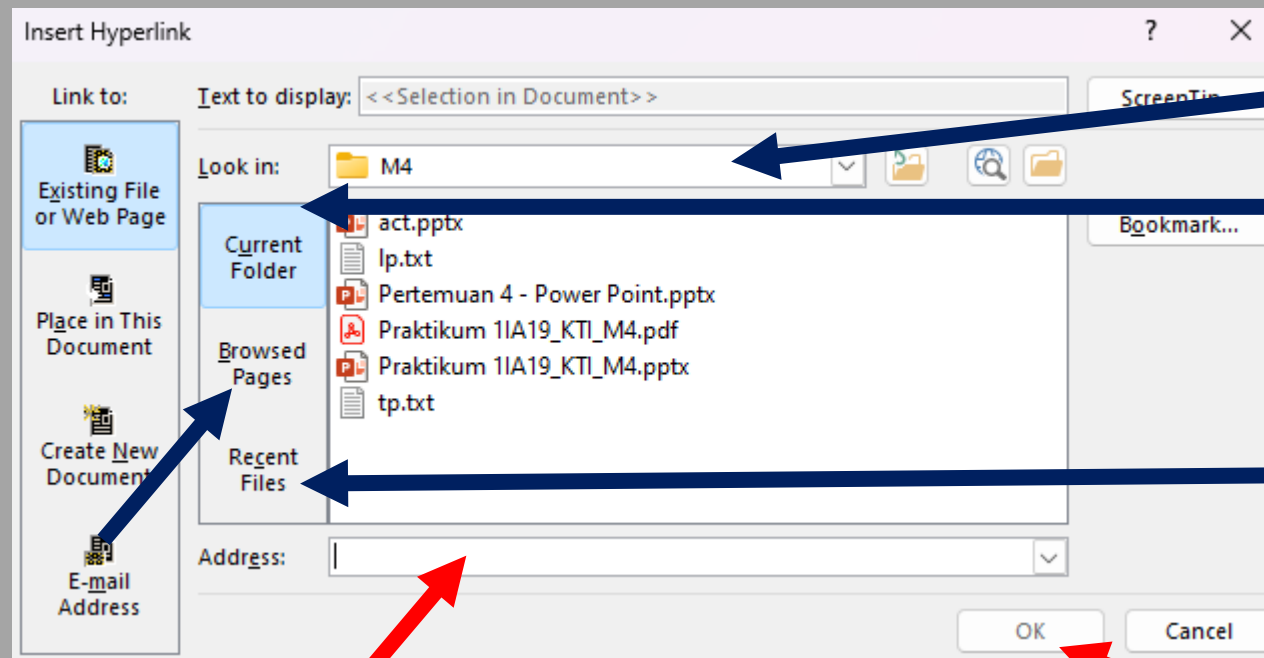 Insert Hyperlink
?
Link to:
Text to display:
<<Selection in Document>>
ScreenTip
Existing File
or Web Page
Look in:
M4
Current
Folder
act.pptx
Bookmark...
lp.txt
Pertemuan 4 - Power Point.pptx
Place in This
Document
Browsed
Pages
Praktikum 1IA19_KTI_M4.pdf
Praktikum 1IA19_KTI_M4.pptx
tp.txt
Create New
Document
Recent
Files
E-mail
Address
Address:
OK
Cancel